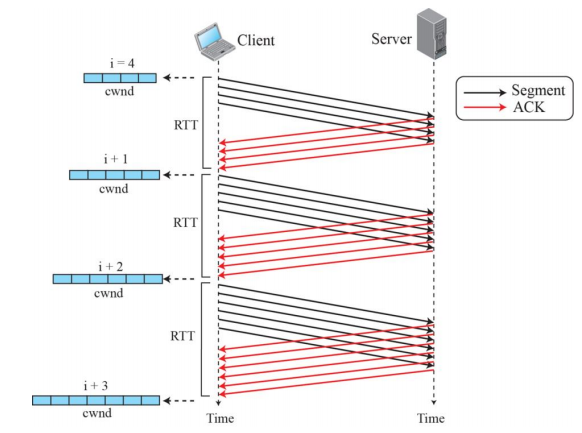 Client
Server
i = 4
cwnd
Segment
ACK
RTT
i + 1
cwnd
RTT
i + 2
cwnd
RTT
i + 3
cwnd
Time
Time